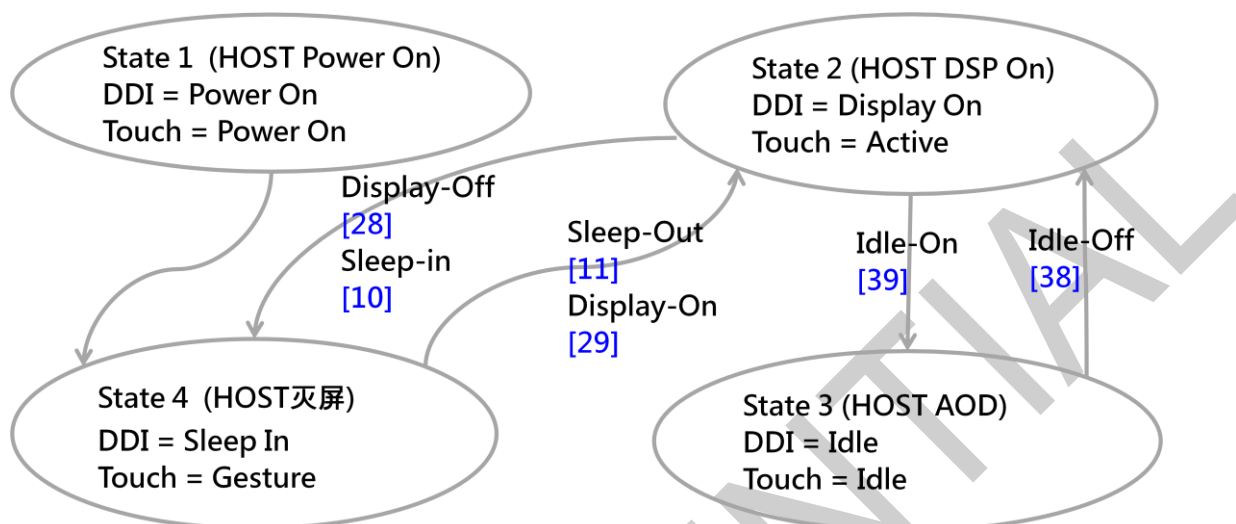 State 1  (HOST Power On)
DDI = Power On
Touch = Power On
State 2 (HOST DSP On)
DDI = Display On
Touch = Active
Display-Off
[28]
Sleep-in
[10]
Sleep-Out
[11]
Display-On
[29]
Idle-On
[39]
Idle-Off
[38]
State 4  (HOST灭屏)
DDI = Sleep In
Touch = Gesture
State 3 (HOST AOD)
DDI = Idle
Touch = Idle
NTIAL